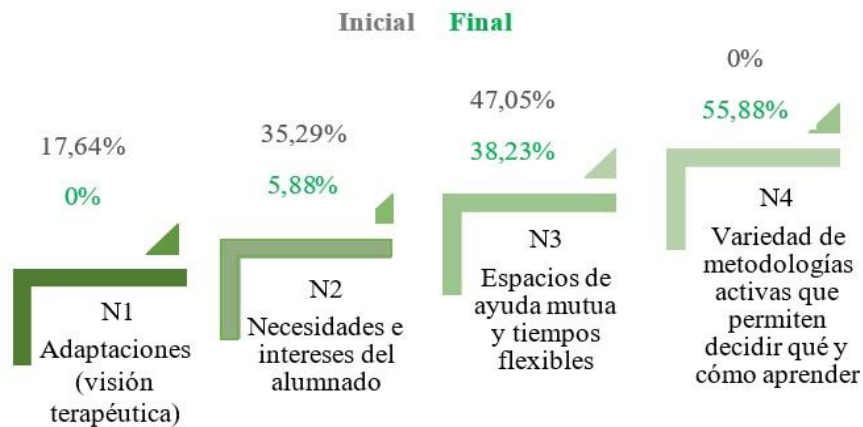 Inicial Final
17,64%
0%
N1
Adaptaciones
(visión
terapéutica)
35,29%
5,88%
N2
Necesidades e
intereses del
alumnado
47,05%
38,23%
N3
Espacios de
ayuda mutua
y tiempos
flexibles
0%
55,88%
N4
Variedad de
metodologías
activas que
permiten
decidir qué y
cómo aprender